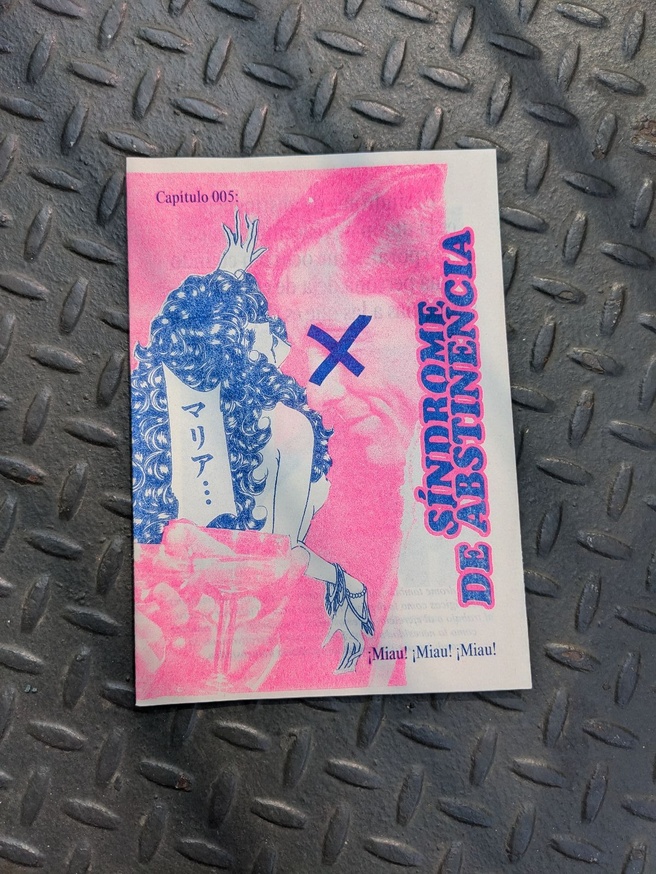 Capitulo 005:
マリア...
SÍNDROME
DE ABSTINENCIA
¡Miau! ¡Miau! ¡Miau!